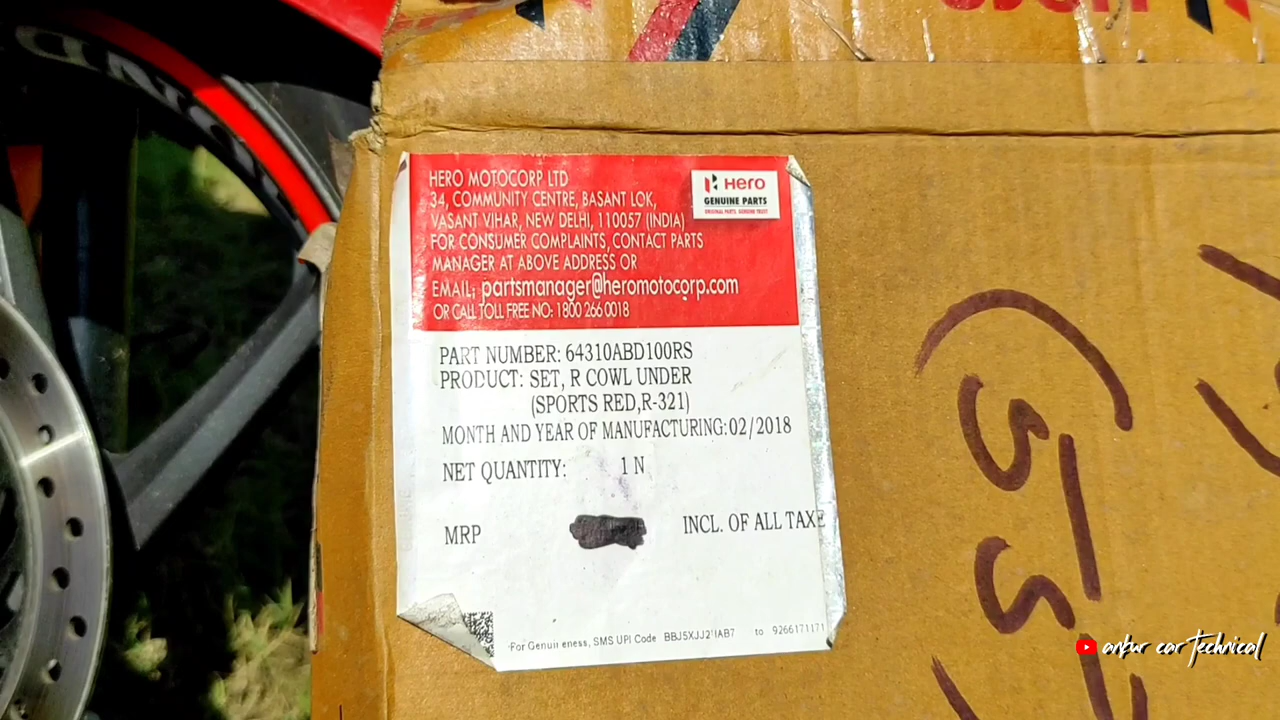 HERO MOTOCORP LTD
34, COMMUNITY CENTRE, BASANT LOK,
VASANT VIHAR, NEW DELHI, 110057 (INDIA)
FOR CONSUMER COMPLAINTS, CONTACT PARTS
MANAGER AT ABOVE ADDRESS OR
EMAIL: partsmanager@heromotocorp.com
OR CALL TOLL FREE NO: 1800 266 0018
Hero
GENUINE PARTS
ORIGINAL PARTS. GENUINE TRUST
PART NUMBER: 64310ABD100RS
PRODUCT: SET, R COWL UNDER
(SPORTS RED,R-321)
MONTH AND YEAR OF MANUFACTURING:02/2018
NET QUANTITY: 1 N
MRP INCL. OF ALL TAXE
For Genuineness, SMS UPI Code to 9266171171
ankur car Technical